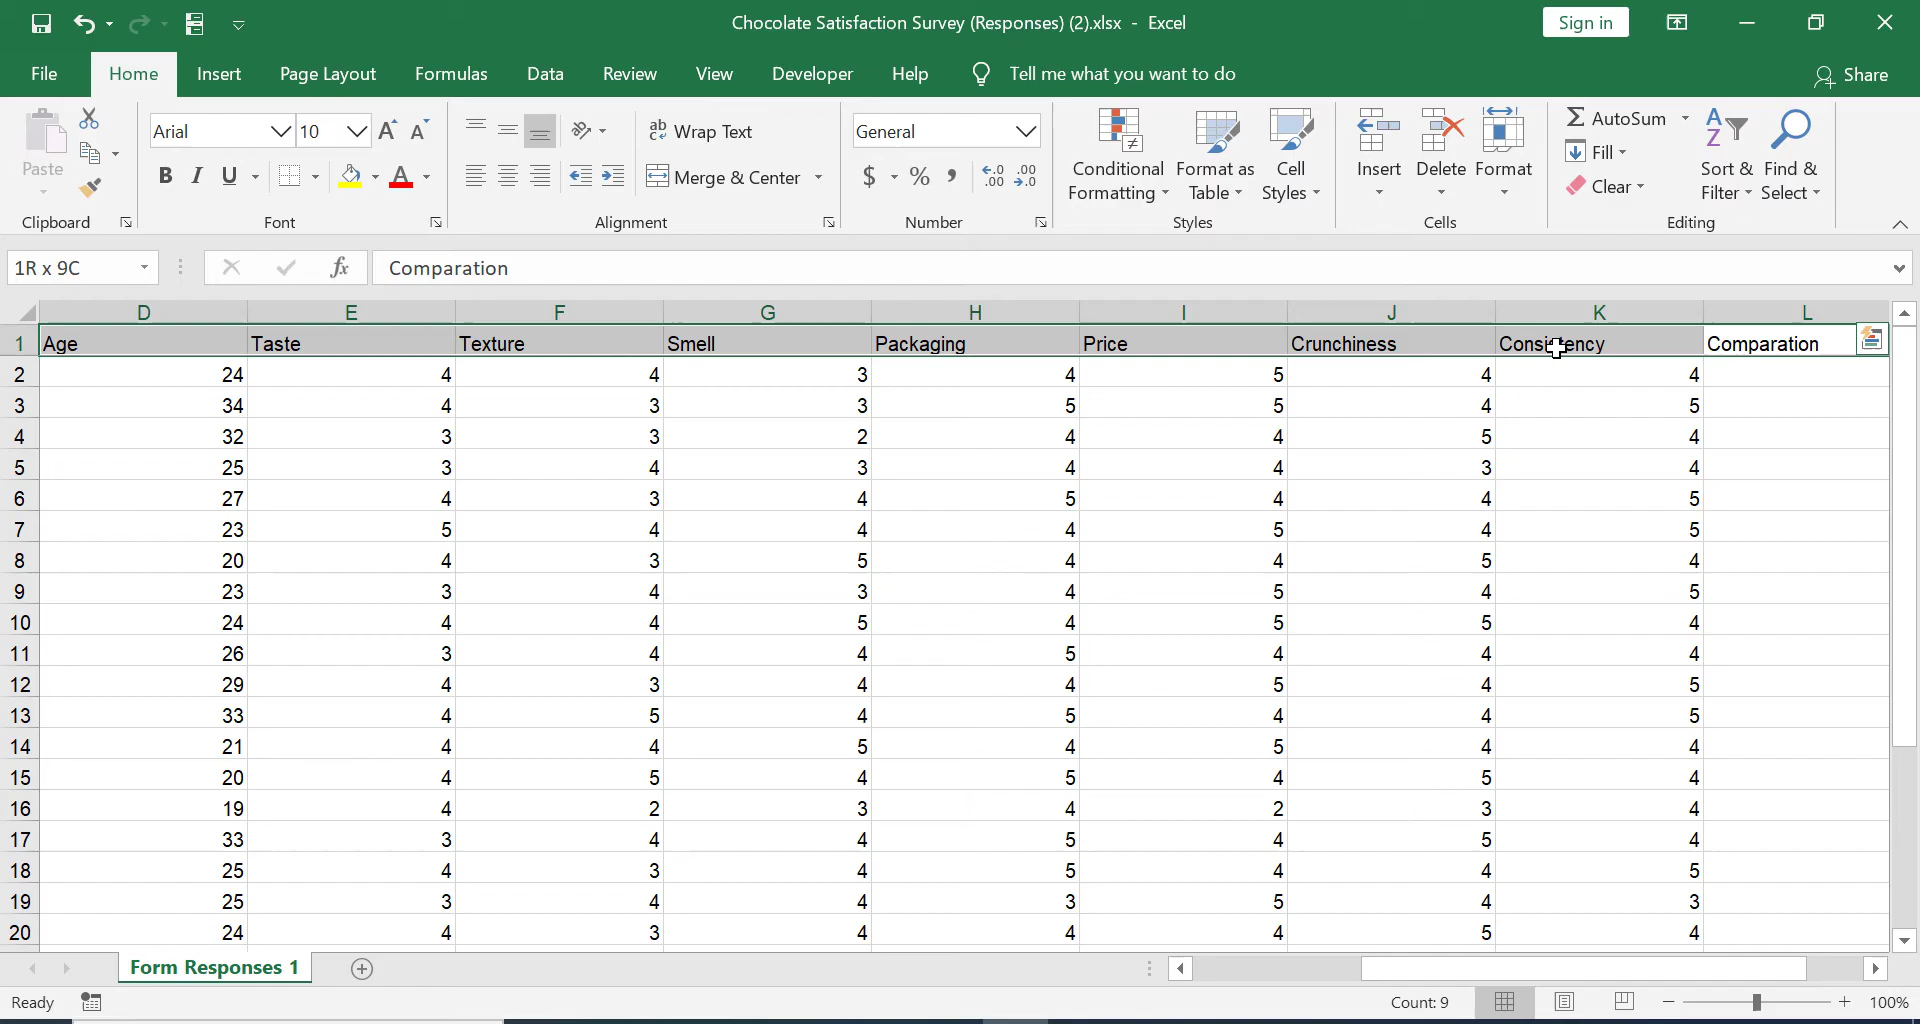 Chocolate Satisfaction Survey (Responses) (2).xlsx - Excel
Sign in
File Home Insert Page Layout Formulas Data Review View Developer Help Tell me what you want to do Share
Paste
Clipboard
Arial 10
B I U
Font
Wrap Text
Merge & Center
Alignment
General
$ % ,
Number
Conditional Formatting
Format as Table
Cell Styles
Styles
Insert Delete Format
Cells
AutoSum
Fill
Clear
Sort & Filter
Find & Select
Editing
1R x 9C fx Comparation
D E F G H I J K L
1 Age Taste Texture Smell Packaging Price Crunchiness Consistency Comparation
2 24 4 4 3 4 5 4 4
3 34 4 3 3 5 5 4 5
4 32 3 3 2 4 4 5 4
5 25 3 4 3 4 4 3 4
6 27 4 3 4 5 4 4 5
7 23 5 4 4 4 5 4 5
8 20 4 3 5 4 4 5 4
9 23 3 4 3 4 5 4 5
10 24 4 4 5 4 5 5 4
11 26 3 4 4 5 4 4 4
12 29 4 3 4 4 5 4 5
13 33 4 5 4 5 4 4 5
14 21 4 4 5 4 5 4 4
15 20 4 5 4 5 4 5 4
16 19 4 2 3 4 2 3 4
17 33 3 4 4 5 4 5 4
18 25 4 3 4 5 4 4 5
19 25 3 4 4 3 5 4 3
20 24 4 3 4 4 4 5 4
Form Responses 1
Ready Count: 9 100%